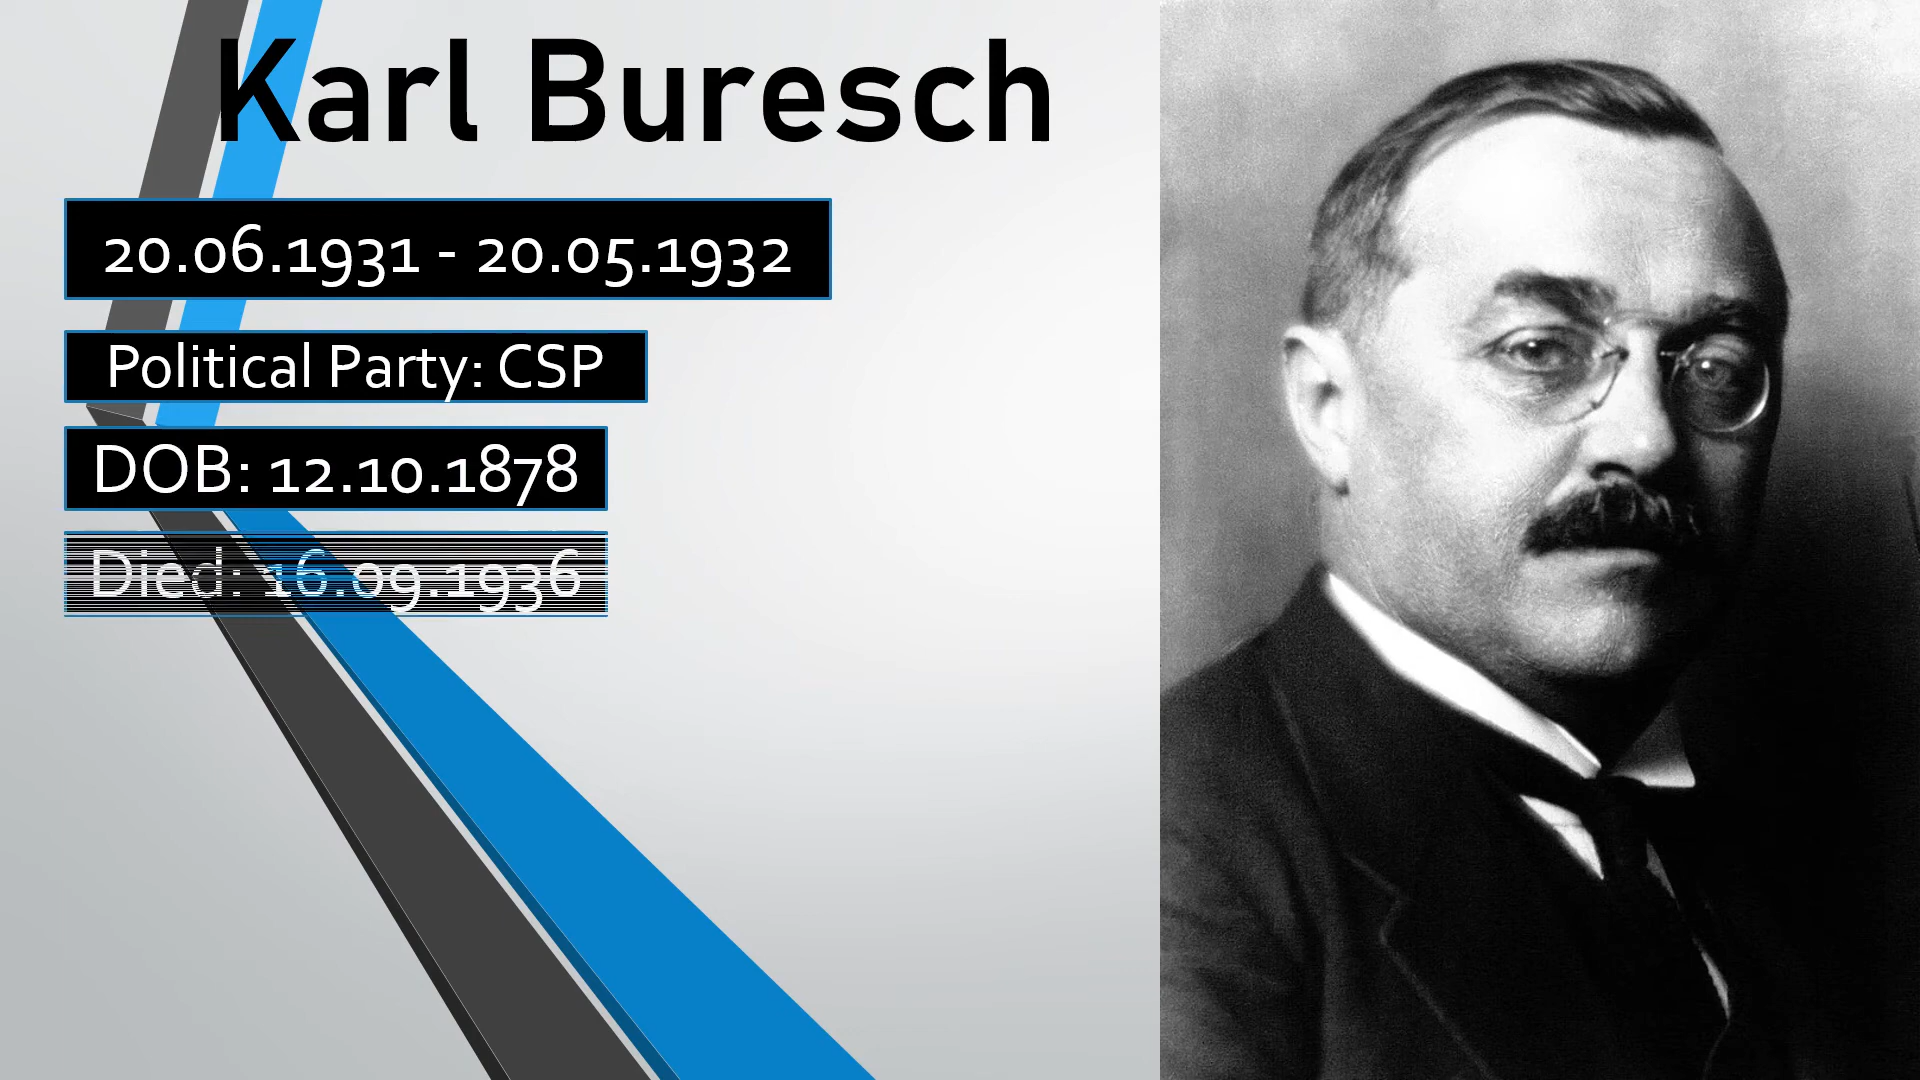 Karl Buresch
20.06.1931 - 20.05.1932
Political Party: CSP
DOB: 12.10.1878
Died: 16.09.1936